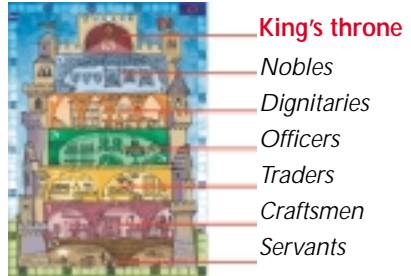 King's throne
Nobles
Dignitaries
Officers
Traders
Craftsmen
Servants